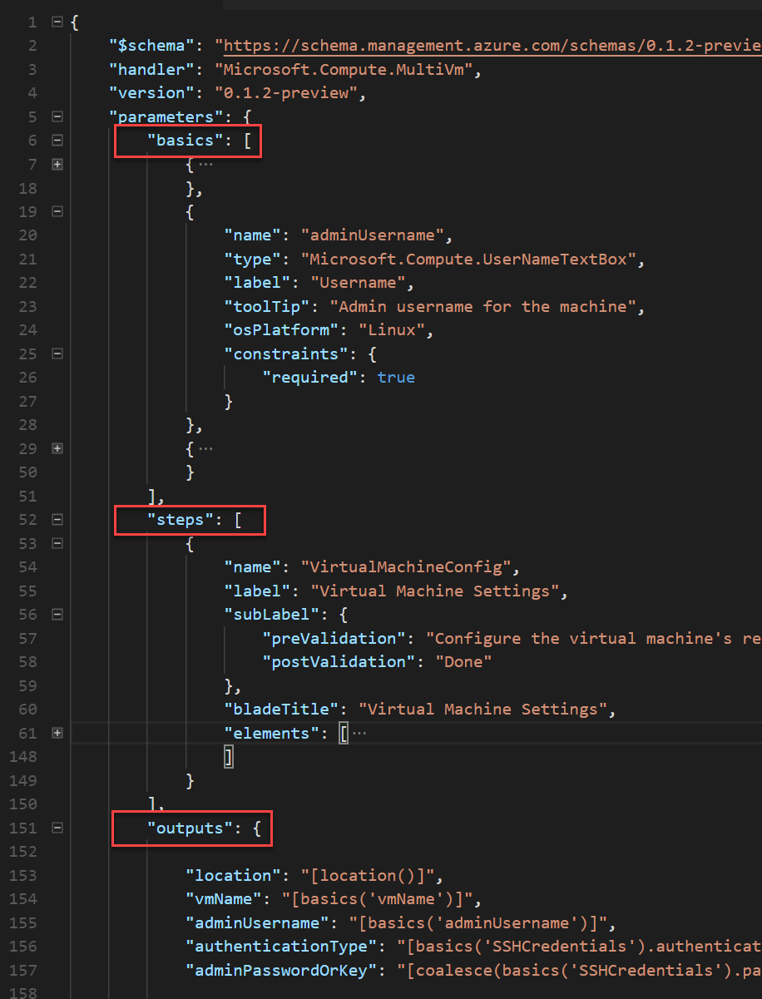 1 {
2 "$schema": "https://schema.management.azure.com/schemas/0.1.2-previe
3 "handler": "Microsoft.Compute.MultiVm",
4 "version": "0.1.2-preview",
5 "parameters": {
6 "basics": [
7 {...
18 },
19 {
20 "name": "adminUsername",
21 "type": "Microsoft.Compute.UserNameTextBox",
22 "label": "Username",
23 "toolTip": "Admin username for the machine",
24 "osPlatform": "Linux",
25 "constraints": {
26 "required": true
27 }
28 },
29 {...
50 }
51 ],
52 "steps": [
53 {
54 "name": "VirtualMachineConfig",
55 "label": "Virtual Machine Settings",
56 "subLabel": {
57 "preValidation": "Configure the virtual machine's re
58 "postValidation": "Done"
59 },
60 "bladeTitle": "Virtual Machine Settings",
61 "elements": [...
148 ]
149 }
150 ],
151 "outputs": {
152
153 "location": "[location()]",
154 "vmName": "[basics('vmName')]",
155 "adminUsername": "[basics('adminUsername')]",
156 "authenticationType": "[basics('SSHCredentials').authenticat
157 "adminPasswordOrKey": "[coalesce(basics('SSHCredentials').pa
158